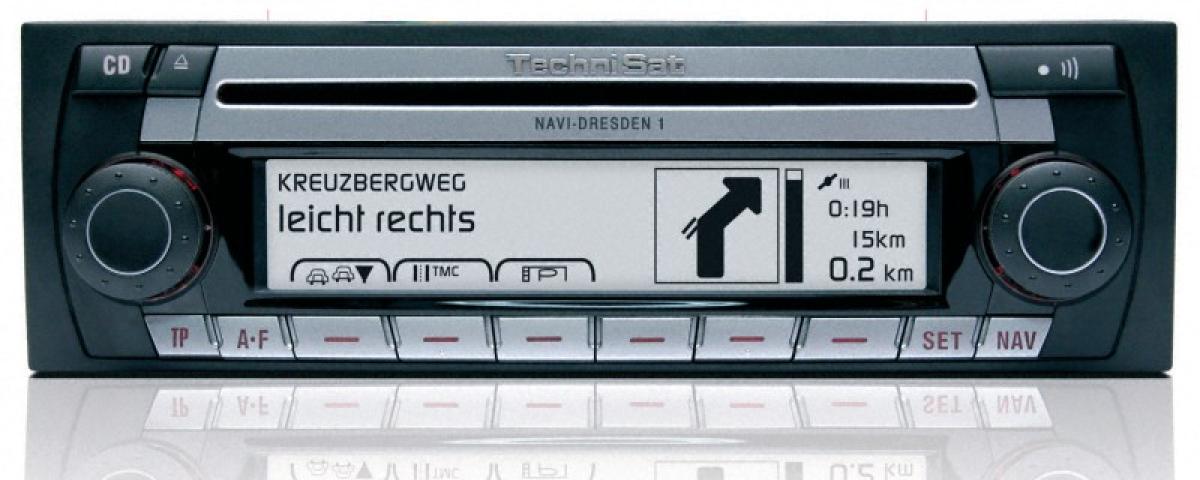 CD
TechniSat
NAVI-DRESDEN 1
KREUZBERGWEG
leicht rechts
0:19h
15km
0.2 km
TMC
P
TP
A·F
SET
NAV